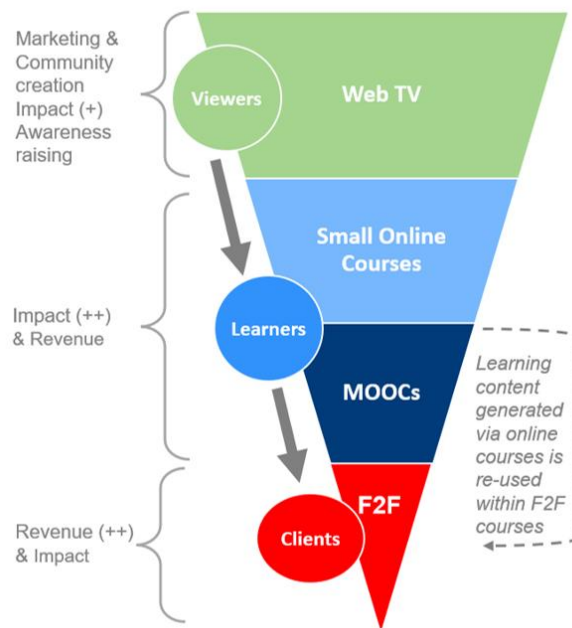 Marketing &
Community
creation
Impact (+)
Awareness
raising
Viewers
Web TV
Small Online
Courses
Impact (++)
& Revenue
Learners
MOOCs
Learning
content
generated
via online
courses is
re-used
within F2F
courses
F2F
Revenue (++)
& Impact
Clients